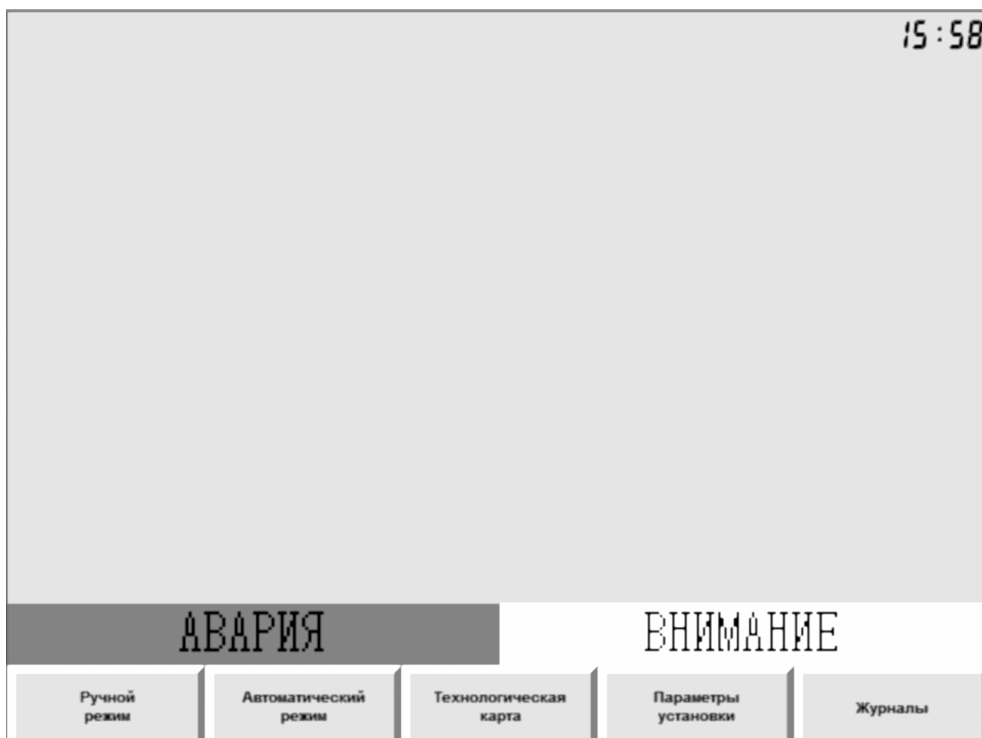 15:58
АВАРИЯ
ВНИМАНИЕ
Ручной
режим
Автоматический
режим
Технологическая
карта
Параметры
установки
Журналы